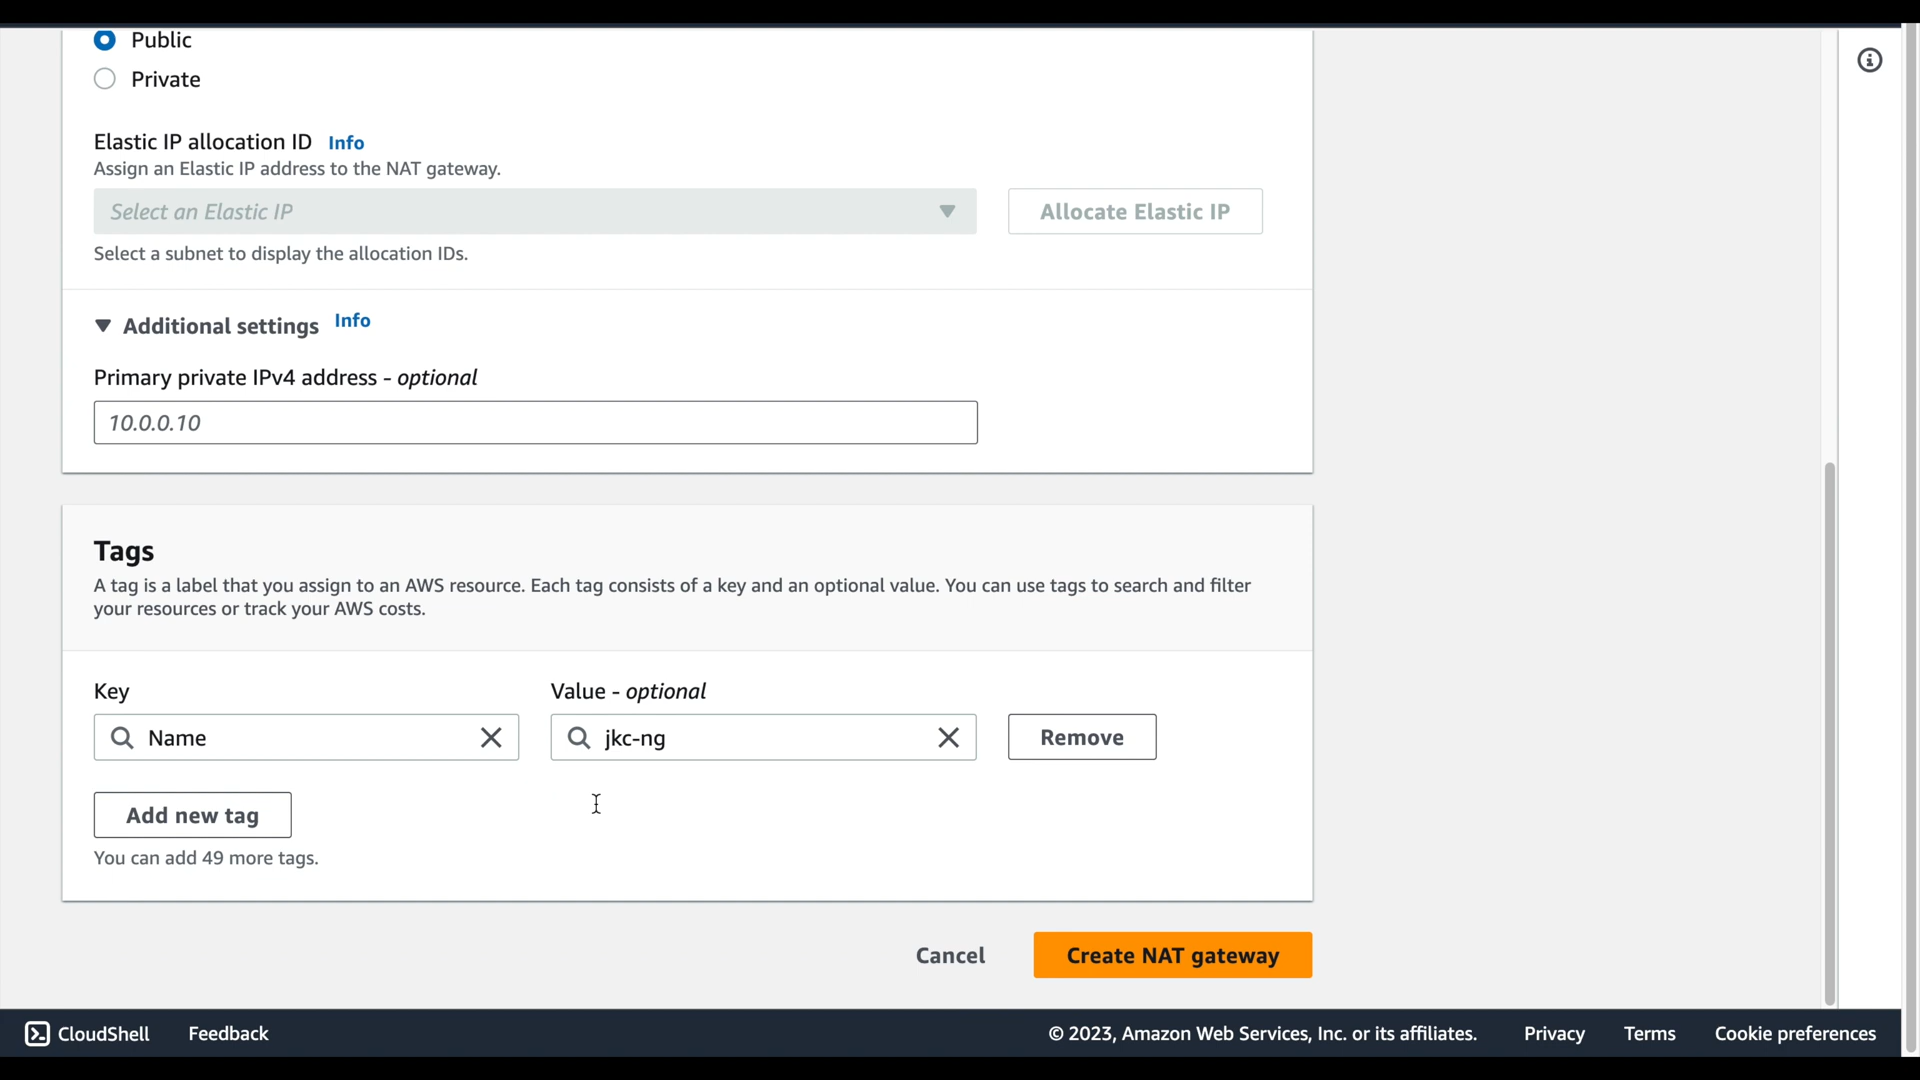 Public
Private
Elastic IP allocation ID Info
Assign an Elastic IP address to the NAT gateway.
Select an Elastic IP Allocate Elastic IP
Select a subnet to display the allocation IDs.
Additional settings Info
Primary private IPv4 address - optional
10.0.0.10
Tags
A tag is a label that you assign to an AWS resource. Each tag consists of a key and an optional value. You can use tags to search and filter
your resources or track your AWS costs.
Key Value - optional
Name jkc-ng Remove
Add new tag
You can add 49 more tags.
Cancel Create NAT gateway
CloudShell Feedback © 2023, Amazon Web Services, Inc. or its affiliates. Privacy Terms Cookie preferences